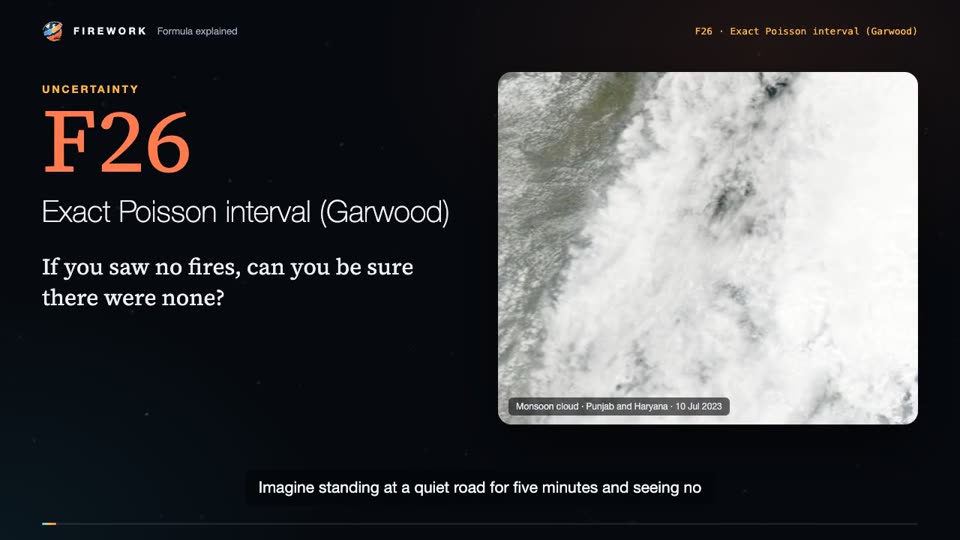 FIREWORK Formula explained
F26 · Exact Poisson interval (Garwood)
UNCERTAINTY
F26
Exact Poisson interval (Garwood)
If you saw no fires, can you be sure
there were none?
Monsoon cloud · Punjab and Haryana · 10 Jul 2023
Imagine standing at a quiet road for five minutes and seeing no